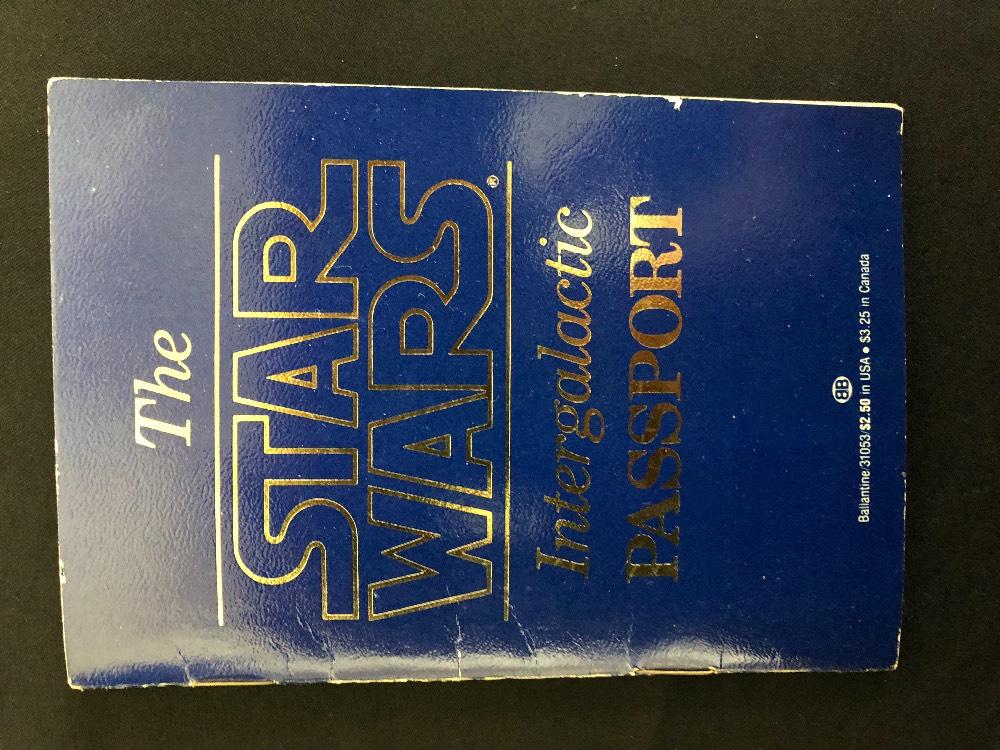 The
STAR
WARS®
Intergalactic
PASSPORT
BB
Ballantine/31053/$2.50 in USA • $3.25 in Canada